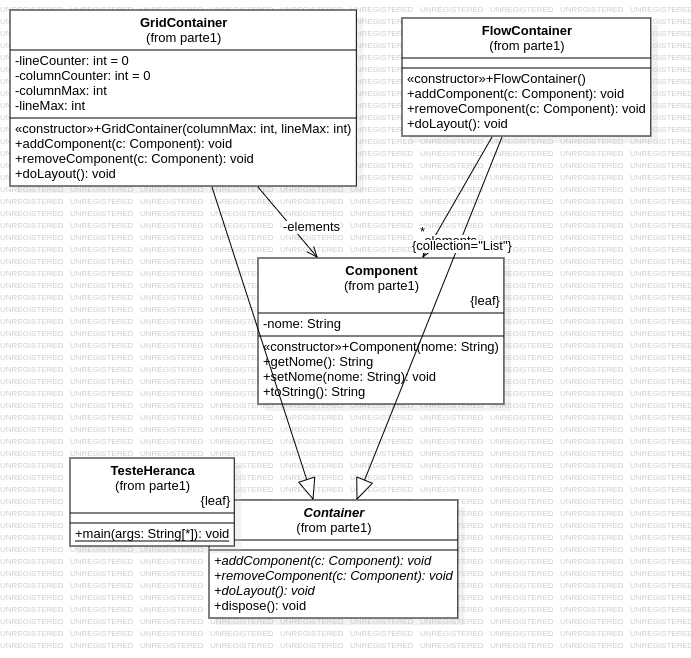 GridContainer
(from parte1)
-lineCounter: int = 0
-columnCounter: int = 0
-columnMax: int
-lineMax: int
«constructor»+GridContainer(columnMax: int, lineMax: int)
+addComponent(c: Component): void
+removeComponent(c: Component): void
+doLayout(): void
FlowContainer
(from parte1)
«constructor»+FlowContainer()
+addComponent(c: Component): void
+removeComponent(c: Component): void
+doLayout(): void
-elements
*
-elements
{collection="List"}
Component
(from parte1)
{leaf}
-nome: String
«constructor»+Component(nome: String)
+getNome(): String
+setNome(nome: String): void
+toString(): String
TesteHeranca
(from parte1)
{leaf}
+main(args: String[*]): void
Container
(from parte1)
+addComponent(c: Component): void
+removeComponent(c: Component): void
+doLayout(): void
+dispose(): void